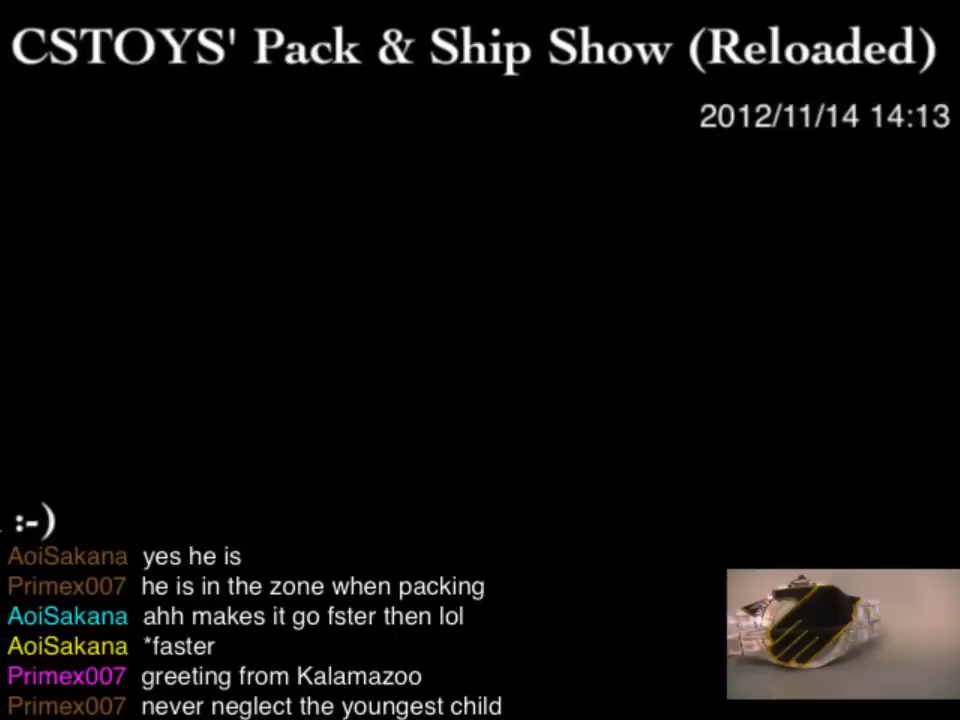 CSTOYS' Pack & Ship Show (Reloaded)
2012/11/14 14:13
:-)
AoiSakana yes he is
Primex007 he is in the zone when packing
AoiSakana ahh makes it go fster then lol
AoiSakana *faster
Primex007 greeting from Kalamazoo
Primex007 never neglect the youngest child